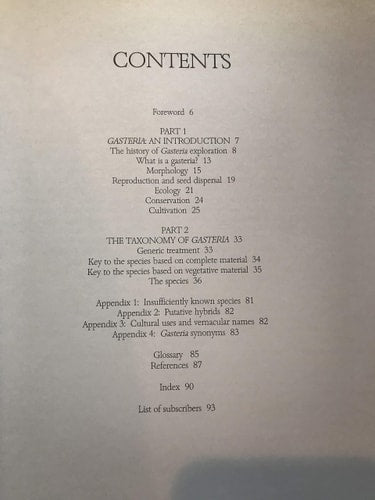 CONTENTS
Foreword 6
PART 1
GASTERIA: AN INTRODUCTION 7
The history of Gasteria exploration 8
What is a gasteria? 13
Morphology 15
Reproduction and seed dispersal 19
Ecology 21
Conservation 24
Cultivation 25
PART 2
THE TAXONOMY OF GASTERIA 33
Generic treatment 33
Key to the species based on complete material 34
Key to the species based on vegetative material 35
The species 36
Appendix 1: Insufficiently known species 81
Appendix 2: Putative hybrids 82
Appendix 3: Cultural uses and vernacular names 82
Appendix 4: Gasteria synonyms 83
Glossary 85
References 87
Index 90
List of subscribers 93